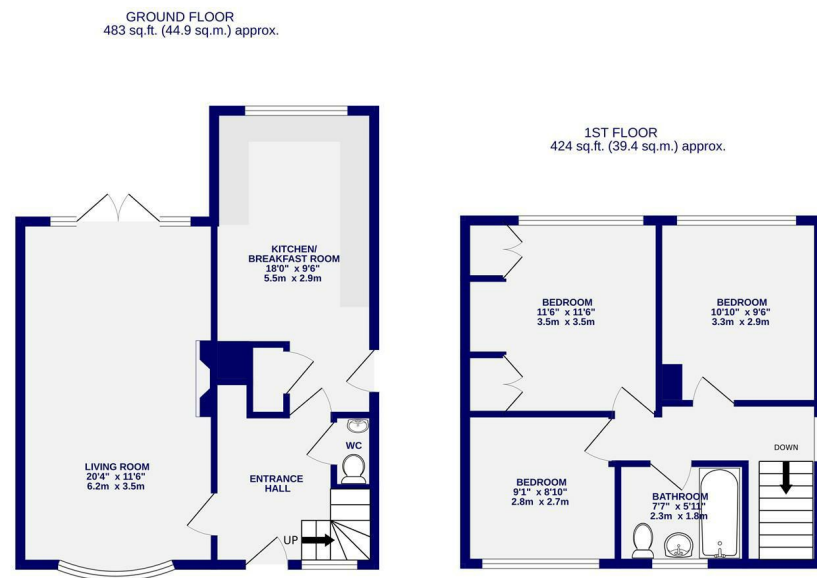 GROUND FLOOR
483 sq.ft. (44.9 sq.m.) approx.
KITCHEN/
BREAKFAST ROOM
18'0" x 9'6"
5.5m x 2.9m
LIVING ROOM
20'4" x 11'6"
6.2m x 3.5m
ENTRANCE
HALL
WC
UP
1ST FLOOR
424 sq.ft. (39.4 sq.m.) approx.
BEDROOM
11'6" x 11'6"
3.5m x 3.5m
BEDROOM
10'10" x 9'6"
3.3m x 2.9m
BEDROOM
9'1" x 8'10"
2.8m x 2.7m
BATHROOM
7'7" x 5'11"
2.3m x 1.8m
DOWN